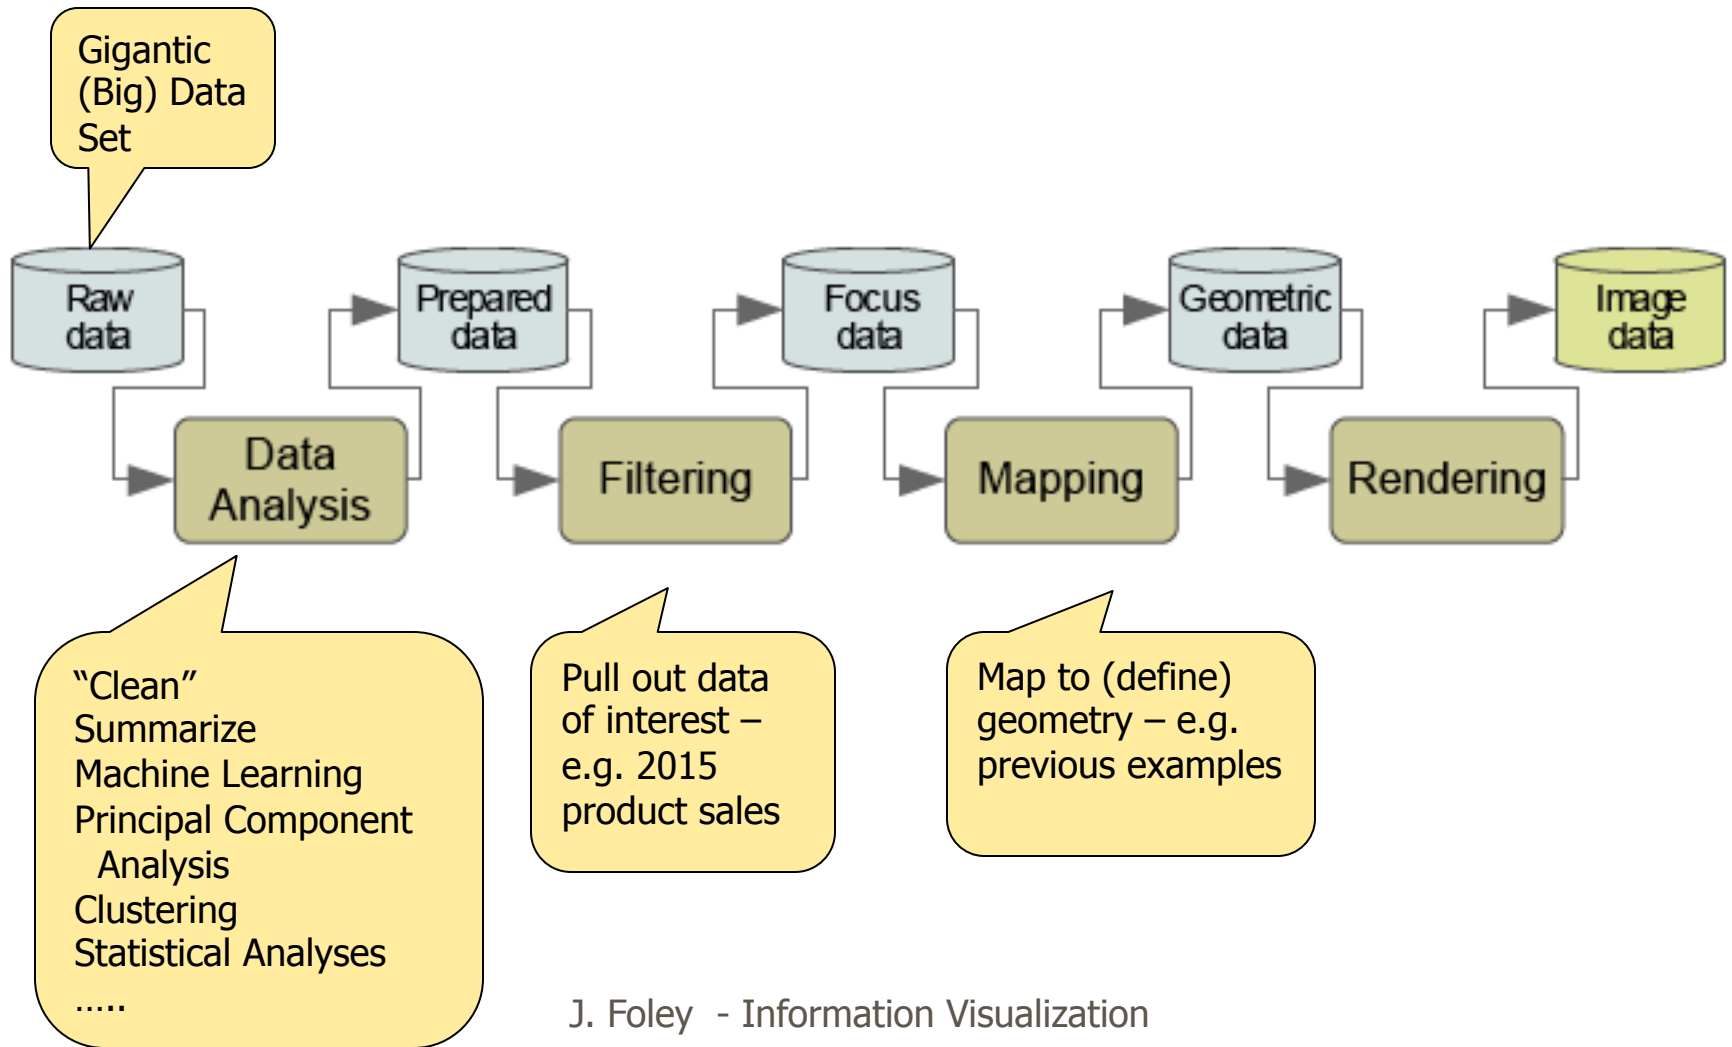 Gigantic
(Big) Data
Set
Raw
data
Prepared
data
Focus
data
Geometric
data
Image
data
Data
Analysis
Filtering
Mapping
Rendering
“Clean”
Summarize
Machine Learning
Principal Component
Analysis
Clustering
Statistical Analyses
…..
Pull out data
of interest –
e.g. 2015
product sales
Map to (define)
geometry – e.g.
previous examples
J. Foley - Information Visualization